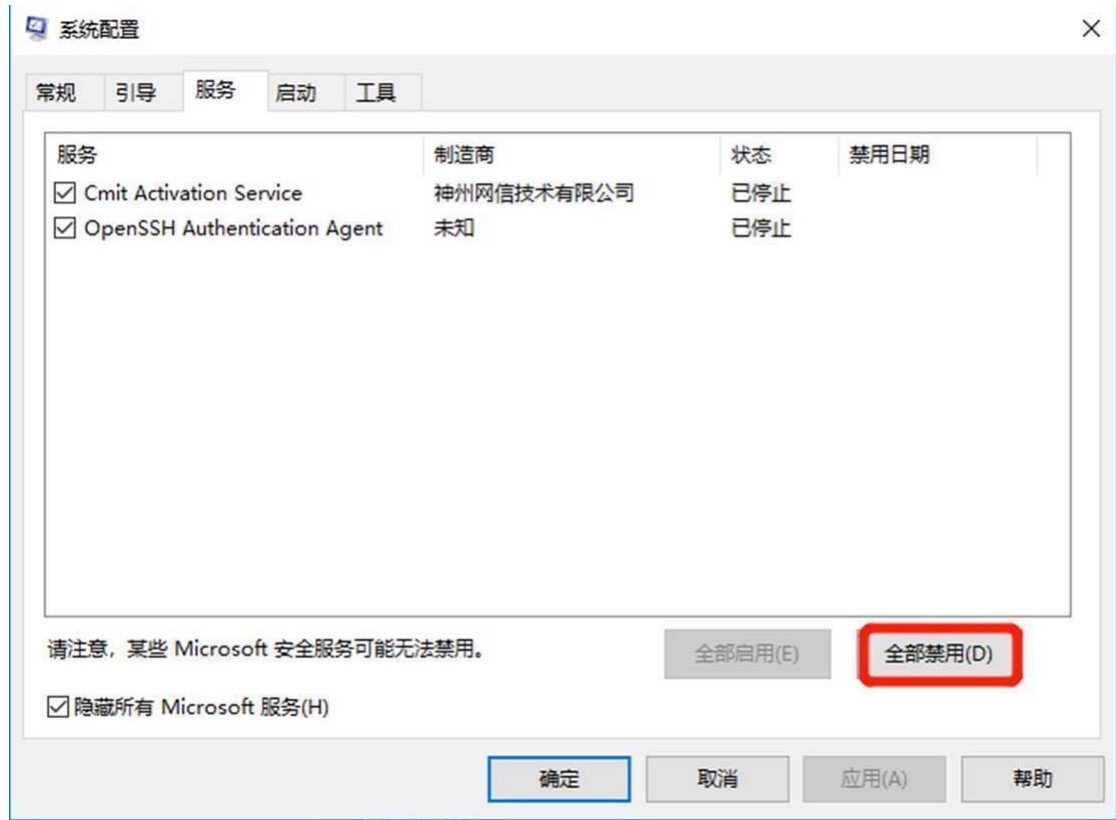 系统配置
常规 引导 服务 启动 工具
服务 制造商 状态 禁用日期
Cmit Activation Service 神州网信技术有限公司 已停止
OpenSSH Authentication Agent 未知 已停止
请注意，某些 Microsoft 安全服务可能无法禁用。
全部启用(E) 全部禁用(D)
隐藏所有 Microsoft 服务(H)
确定 取消 应用(A) 帮助